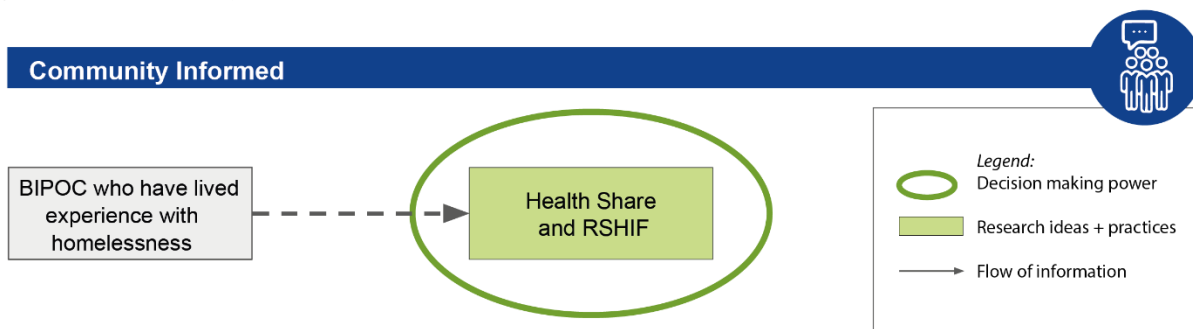 Community Informed
BIPOC who have lived
experience with
homelessness
Health Share
and RSHIF
Legend:
Decision making power
Research ideas + practices
Flow of information